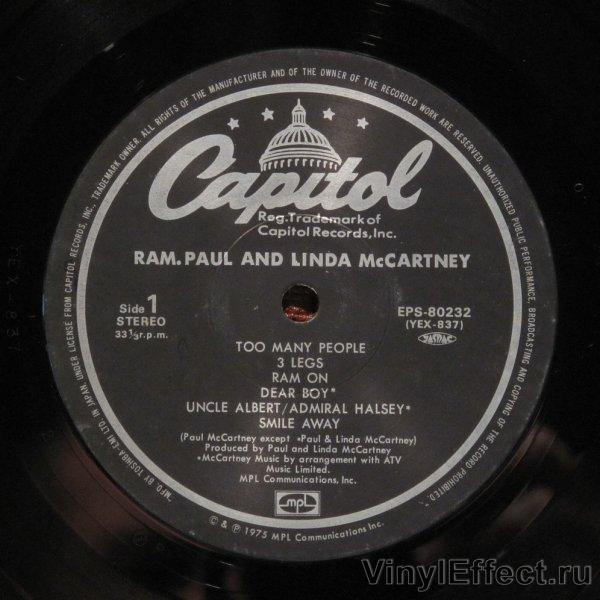 Capitol
Reg. Trademark of
Capitol Records, Inc.
RAM. PAUL AND LINDA McCARTNEY
Side 1
STEREO
33 1/3 r.p.m.
EPS-80232
(YEX-837)
JASRAC
TOO MANY PEOPLE
3 LEGS
RAM ON
DEAR BOY*
UNCLE ALBERT/ADMIRAL HALSEY*
SMILE AWAY
(Paul McCartney except *Paul & Linda McCartney)
Produced by Paul and Linda McCartney
*McCartney Music by arrangement with ATV
Music Limited.
MPL Communications, Inc.
mpl
© & ℗ 1975 MPL Communications Inc.
"MFD. BY TOSHIBA-EMI LTD. IN JAPAN UNDER LICENSE FROM CAPITOL RECORDS, INC., TRADEMARK OWNER. ALL RIGHTS OF THE MANUFACTURER AND OF THE OWNER OF THE RECORDED WORK ARE RESERVED. UNAUTHORIZED PUBLIC PERFORMANCE, BROADCASTING AND COPYING OF THE RECORD PROHIBITED."
VinylEffect.ru